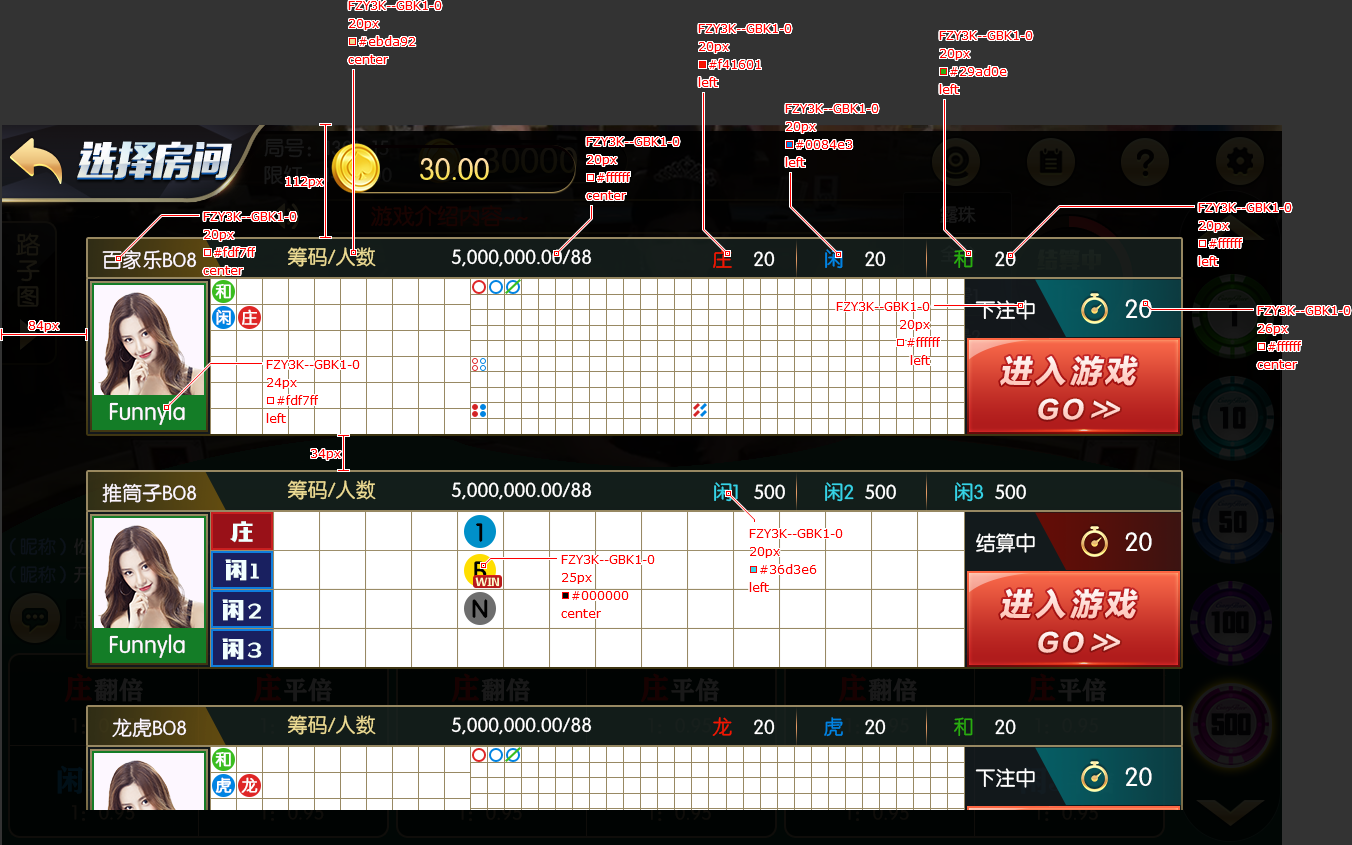 FZY3K--GBK1-0
20px
#ebda92
center
FZY3K--GBK1-0
20px
#f41601
left
FZY3K--GBK1-0
20px
#29ad0e
left
FZY3K--GBK1-0
20px
#0084e3
left
FZY3K--GBK1-0
20px
#ffffff
center
选择房间
局号:
30.00
30000
112px
游戏介绍内容
FZY3K--GBK1-0
20px
#fdf7ff
center
FZY3K--GBK1-0
20px
#ffffff
left
路子图
百家乐BO8
筹码/人数
5,000,000.00/88
庄 20
闲 20
和 20
结算中
84px
和
闲 庄
Funnyla
FZY3K--GBK1-0
24px
#fdf7ff
left
FZY3K--GBK1-0
20px
#ffffff
left
下注中 20
FZY3K--GBK1-0
26px
#ffffff
center
进入游戏
GO
1
10
34px
推筒子BO8
筹码/人数
5,000,000.00/88
闲1 500
闲2 500
闲3 500
庄
闲1
闲2
闲3
Funnyla
1
WIN
N
FZY3K--GBK1-0
25px
#000000
center
FZY3K--GBK1-0
20px
#36d3e6
left
结算中 20
进入游戏
GO
50
100
500
(昵称)
(昵称)
庄翻倍
庄平倍
庄翻倍
庄平倍
庄翻倍
庄平倍
龙虎BO8
筹码/人数
5,000,000.00/88
龙 20
虎 20
和 20
和
虎 龙
下注中 20
闲